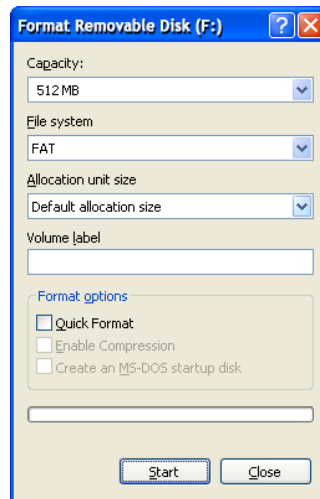 Format Removable Disk (F:)
Capacity:
512 MB
File system
FAT
Allocation unit size
Default allocation size
Volume label
Format options
Quick Format
Enable Compression
Create an MS-DOS startup disk
Start
Close